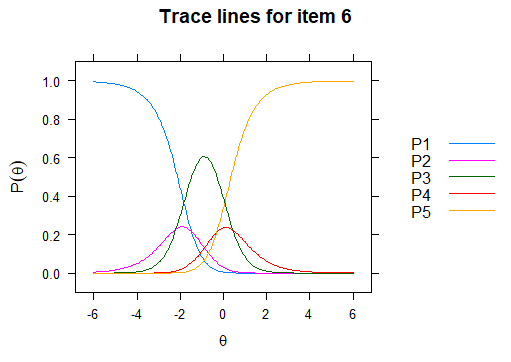 Trace lines for item 6
P(θ)
1.0
0.8
0.6
0.4
0.2
0.0
-6 -4 -2 0 2 4 6
θ
P1
P2
P3
P4
P5